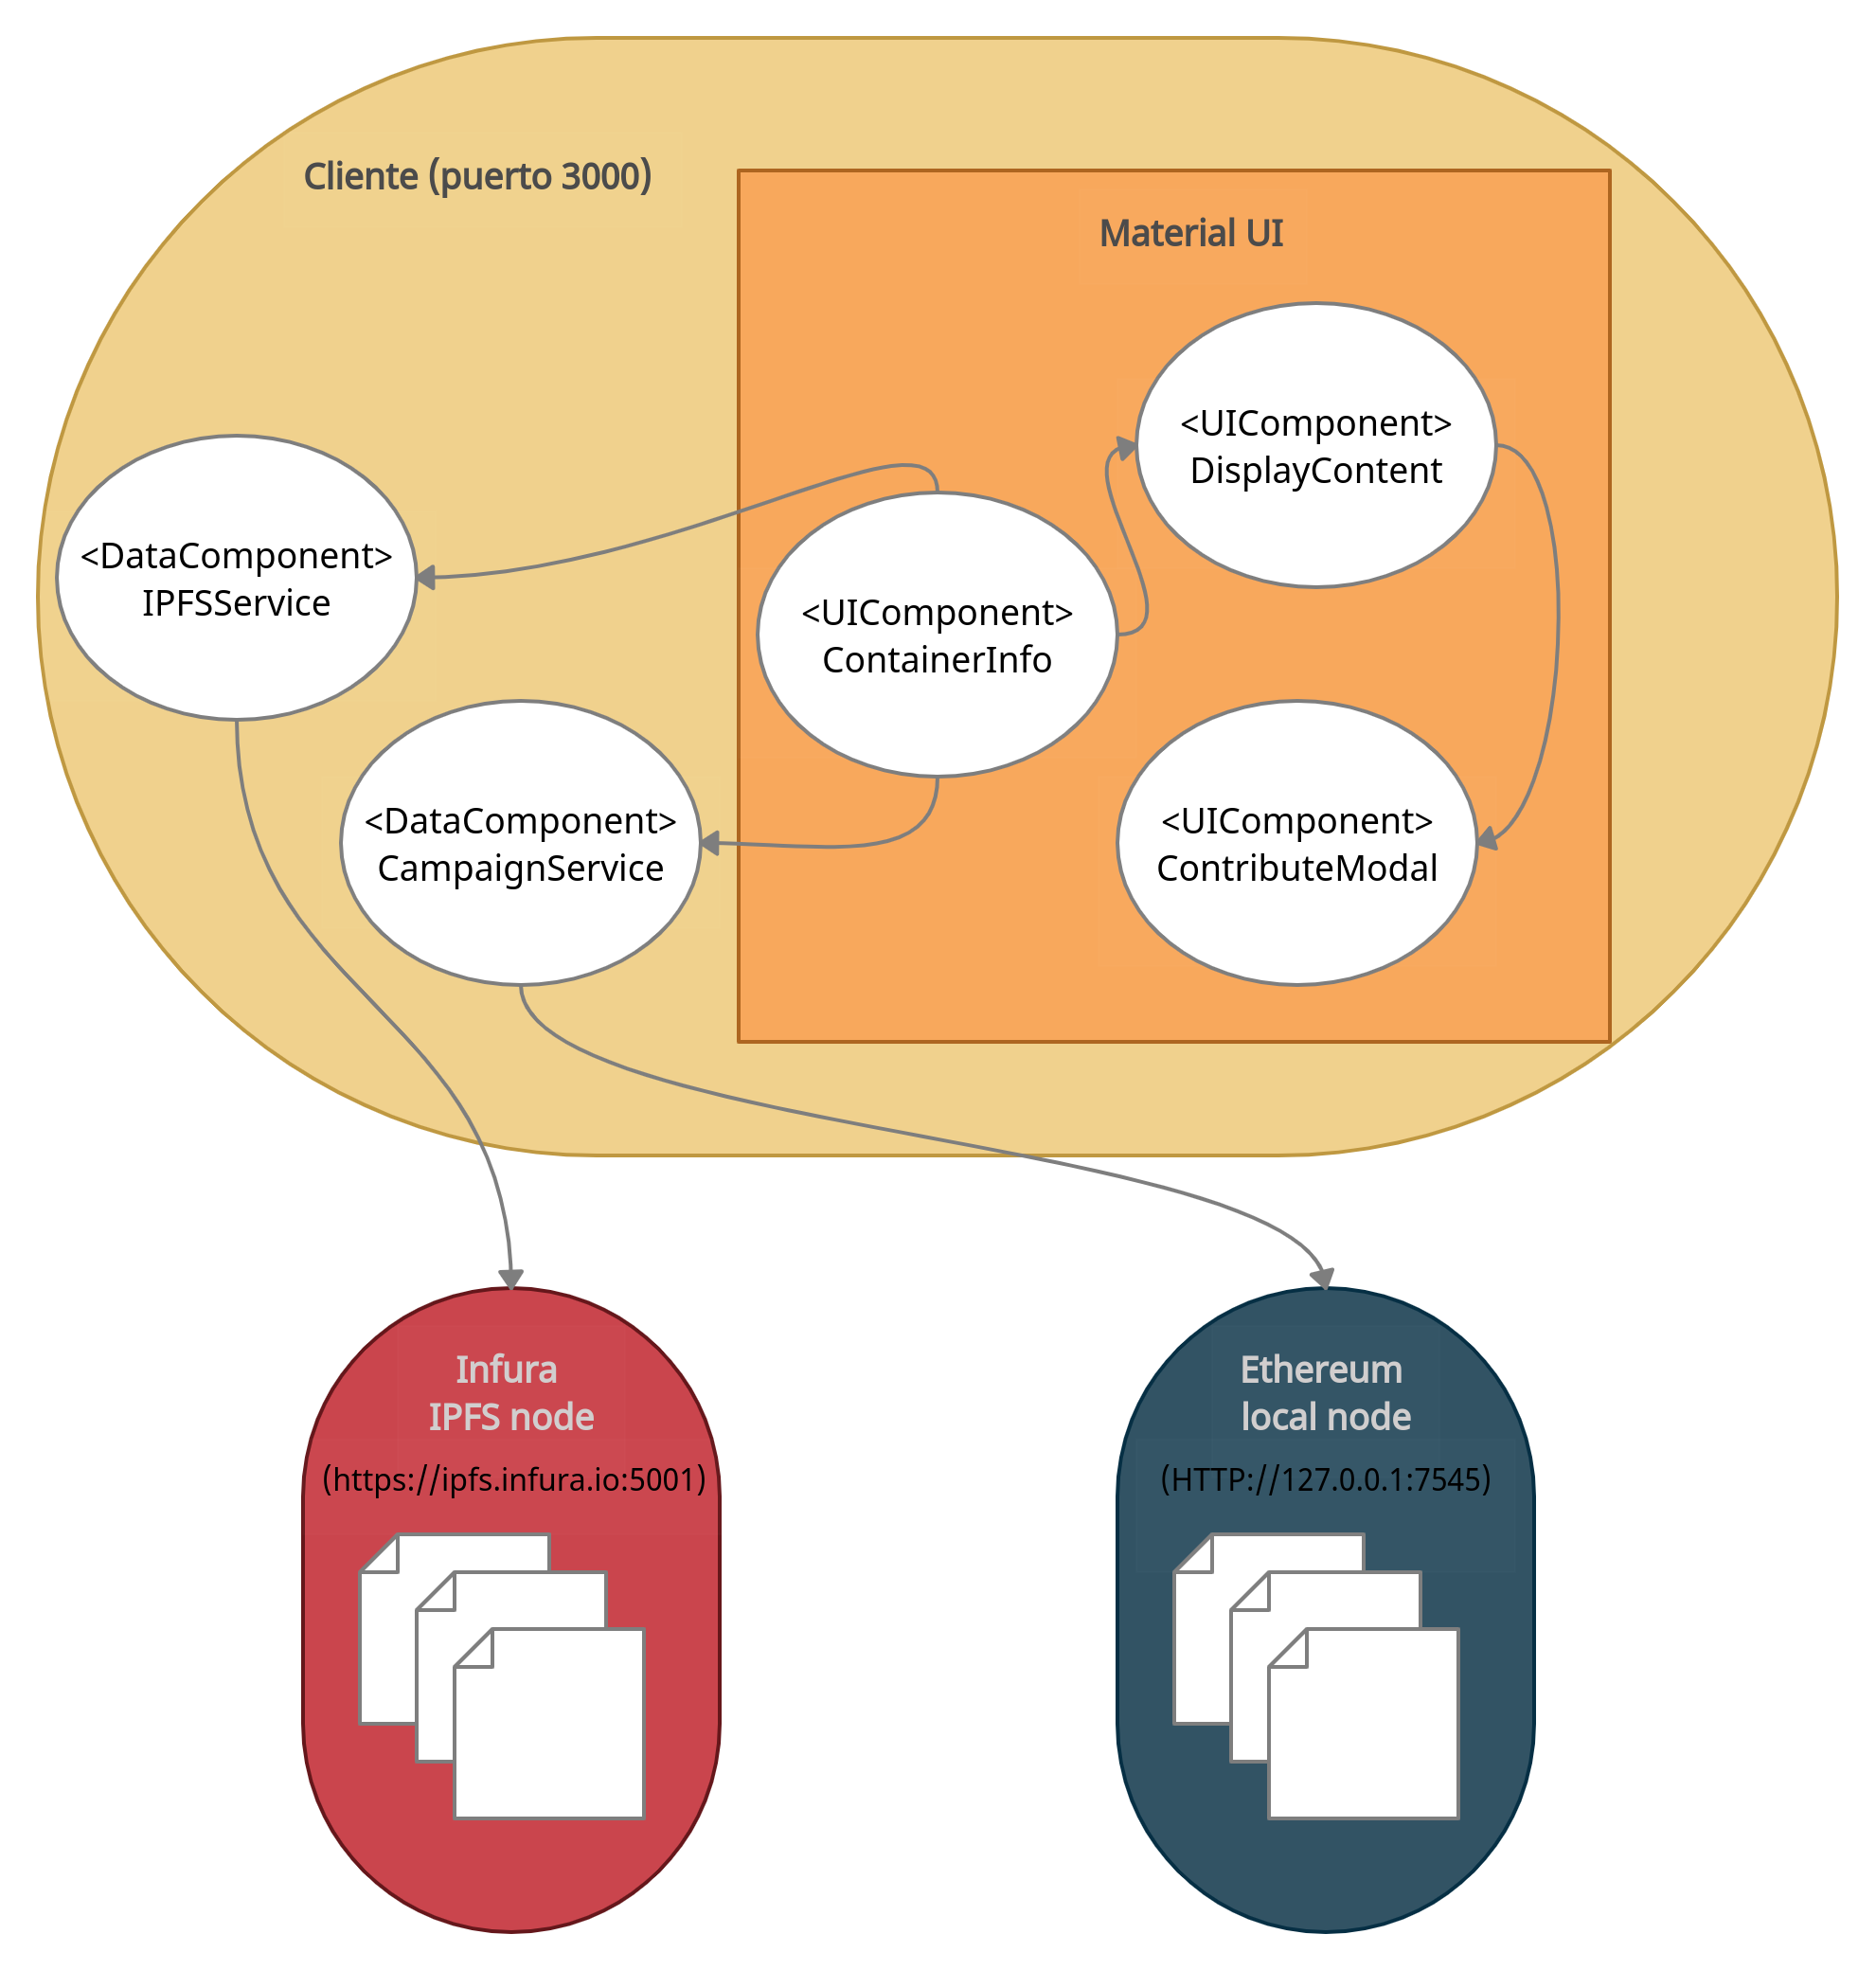 Cliente (puerto 3000)
Material UI
<UIComponent>
DisplayContent
<DataComponent>
IPFSService
<UIComponent>
ContainerInfo
<DataComponent>
CampaignService
<UIComponent>
ContributeModal
Infura
IPFS node
(https://ipfs.infura.io:5001)
Ethereum
local node
(HTTP://127.0.0.1:7545)